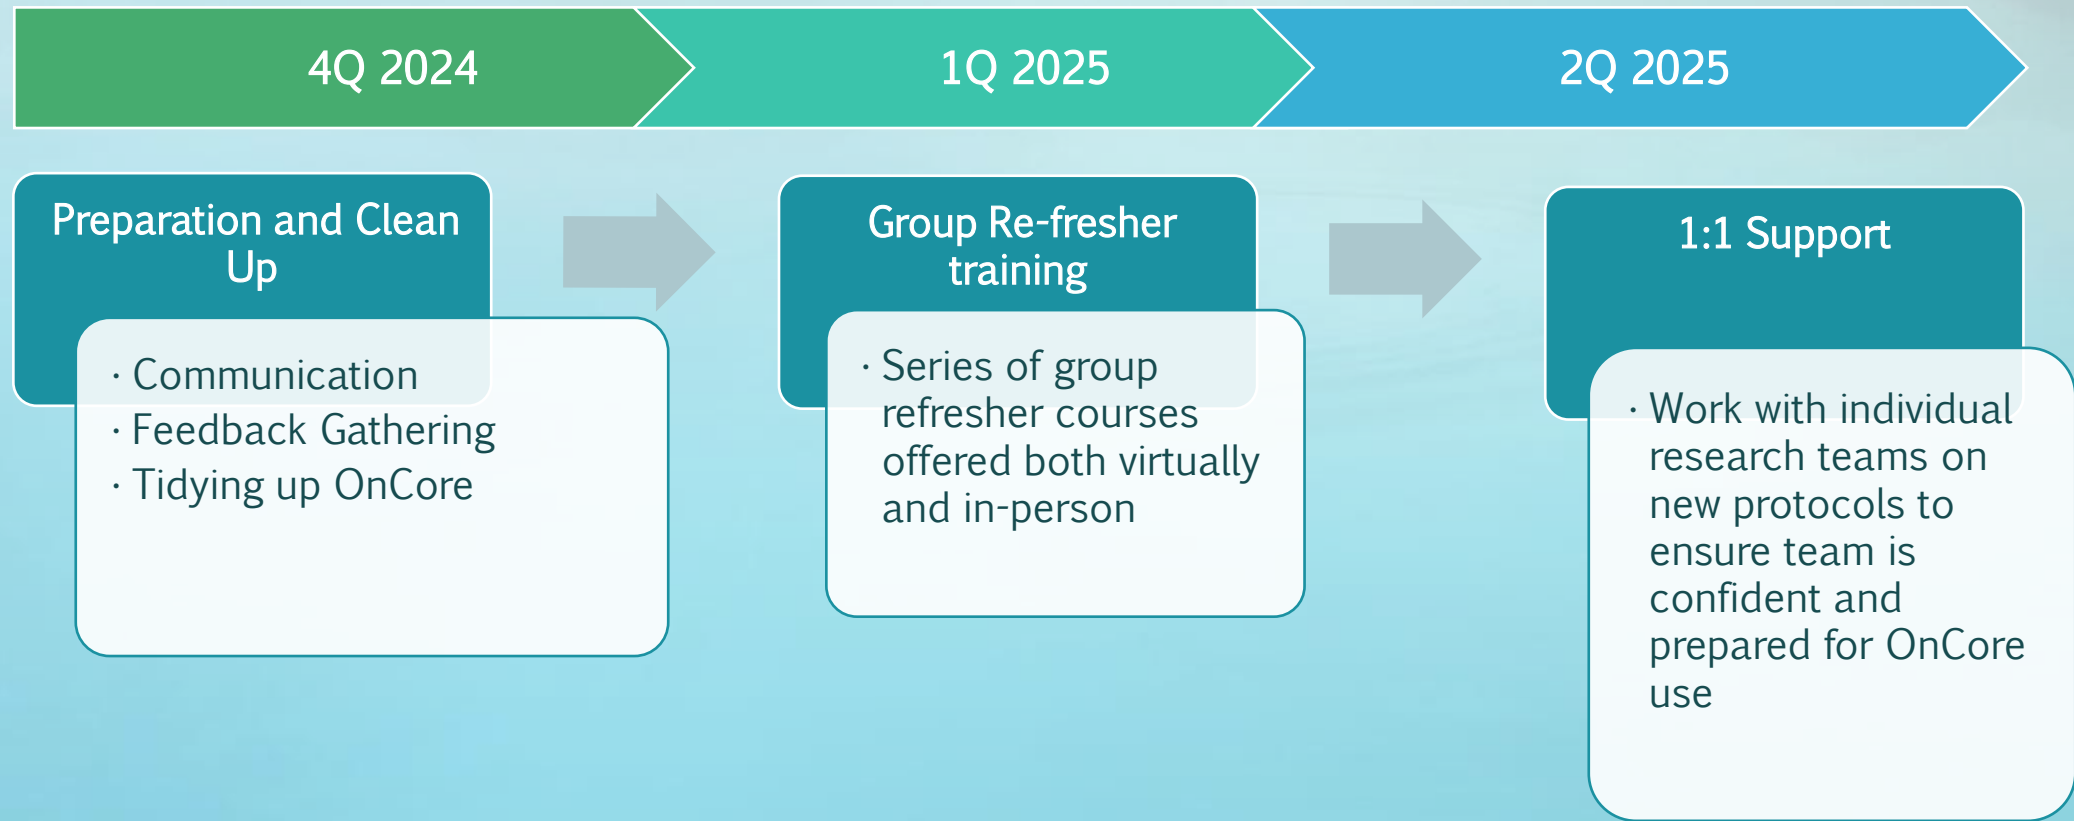 4Q 2024
1Q 2025
2Q 2025
Preparation and Clean
Up
· Communication
· Feedback Gathering
· Tidying up OnCore
Group Re-fresher
training
· Series of group
refresher courses
offered both virtually
and in-person
1:1 Support
· Work with individual
research teams on
new protocols to
ensure team is
confident and
prepared for OnCore
use